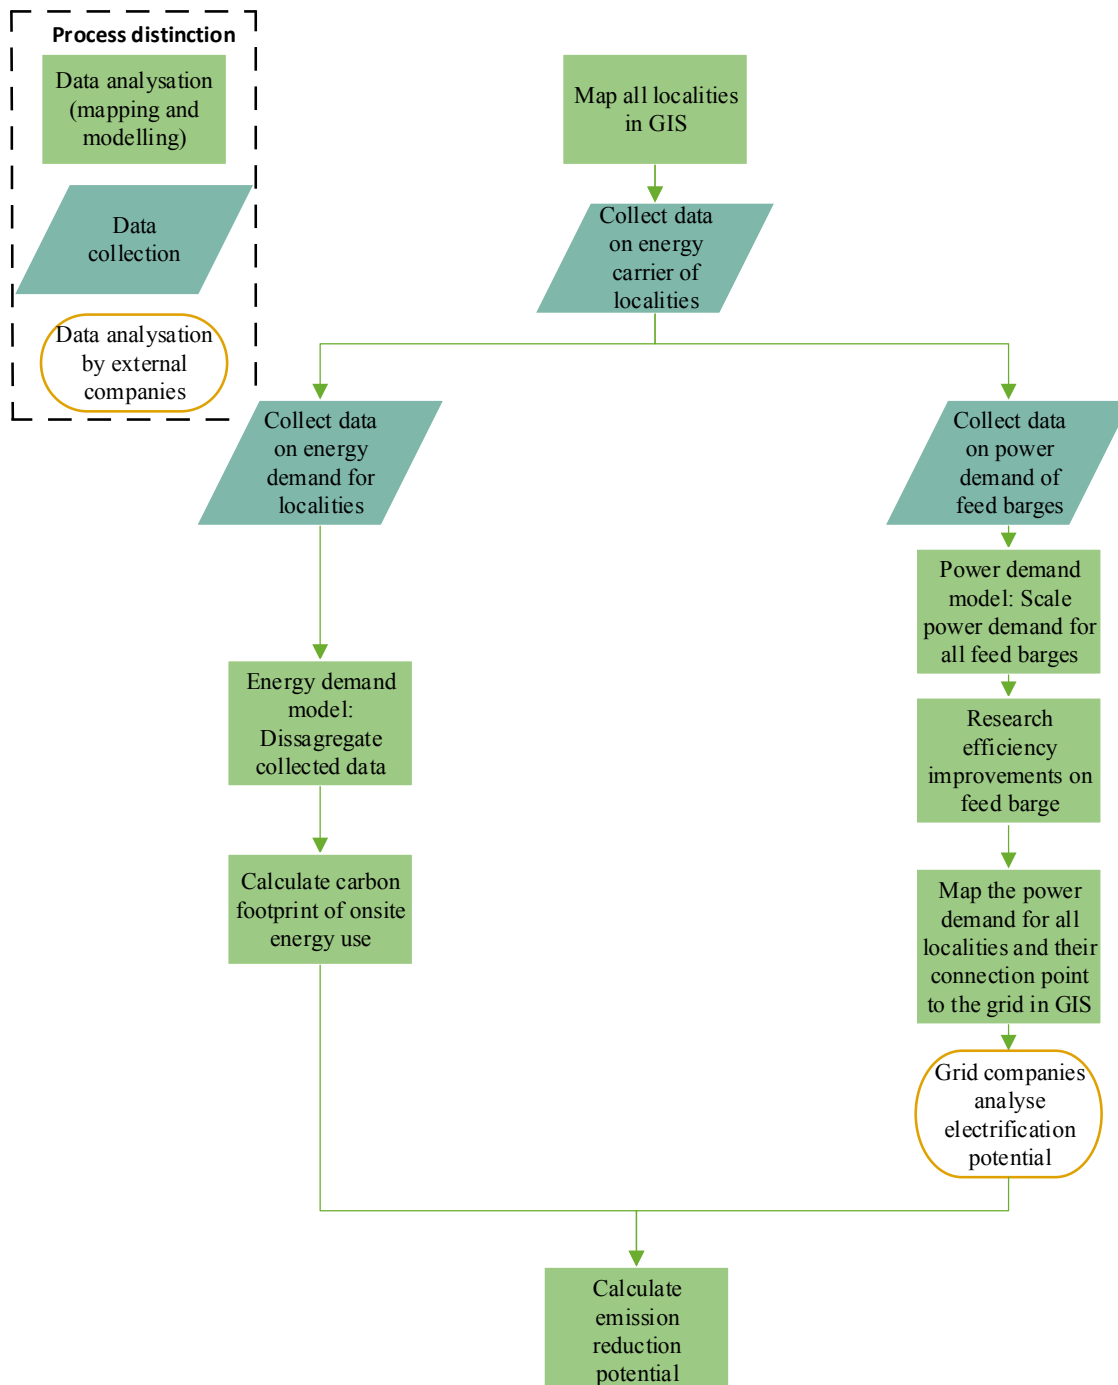 Process distinction
Data analysation
(mapping and
modelling)
Data
collection
Data analysation
by external
companies
Map all localities
in GIS
Collect data
on energy
carrier of
localities
Collect data
on energy
demand for
localities
Energy demand
model:
Dissagregate
collected data
Calculate carbon
footprint of onsite
energy use
Collect data
on power
demand of
feed barges
Power demand
model: Scale
power demand for
all feed barges
Research
efficiency
improvements on
feed barge
Map the power
demand for all
localities and their
connection point
to the grid in GIS
Grid companies
analyse
electrification
potential
Calculate
emission
reduction
potential